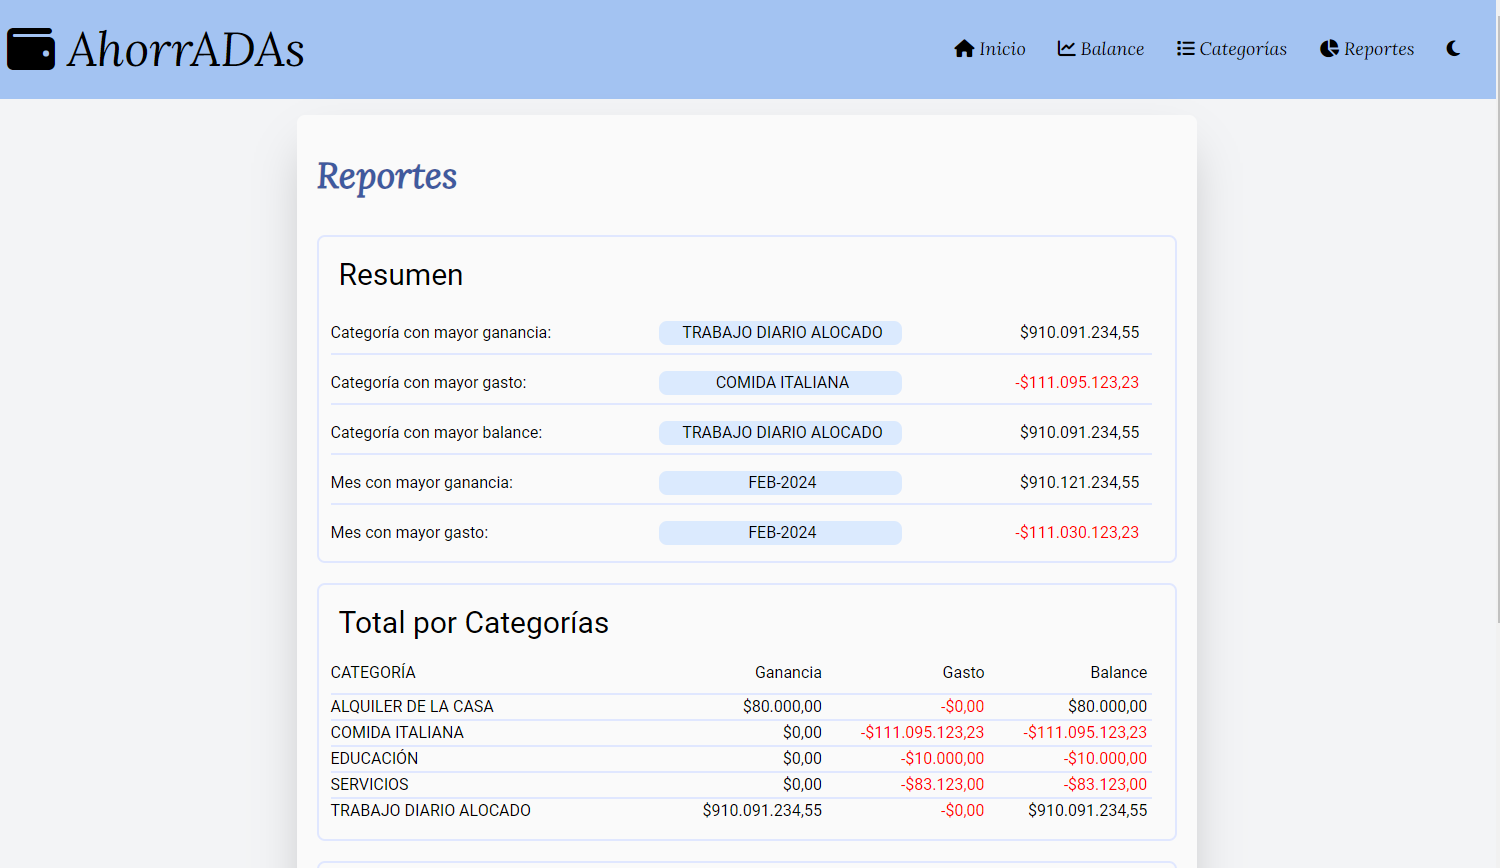 AhorrADAs
Inicio Balance Categorías Reportes
Reportes
Resumen
Categoría con mayor ganancia: TRABAJO DIARIO ALOCADO $910.091.234,55
Categoría con mayor gasto: COMIDA ITALIANA -$111.095.123,23
Categoría con mayor balance: TRABAJO DIARIO ALOCADO $910.091.234,55
Mes con mayor ganancia: FEB-2024 $910.121.234,55
Mes con mayor gasto: FEB-2024 -$111.030.123,23
Total por Categorías
CATEGORÍA Ganancia Gasto Balance
ALQUILER DE LA CASA $80.000,00 -$0,00 $80.000,00
COMIDA ITALIANA $0,00 -$111.095.123,23 -$111.095.123,23
EDUCACIÓN $0,00 -$10.000,00 -$10.000,00
SERVICIOS $0,00 -$83.123,00 -$83.123,00
TRABAJO DIARIO ALOCADO $910.091.234,55 -$0,00 $910.091.234,55